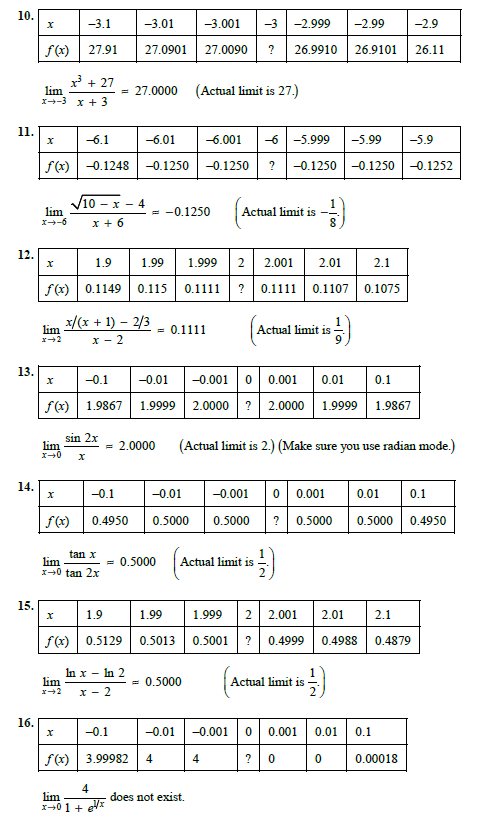 10. x −3.1 −3.01 −3.001 −3 −2.999 −2.99 −2.9
f(x) 27.91 27.0901 27.0090 ? 26.9910 26.9101 26.11
lim x→−3 (x³ + 27)/(x + 3) ≈ 27.0000 (Actual limit is 27.)
11. x −6.1 −6.01 −6.001 −6 −5.999 −5.99 −5.9
f(x) −0.1248 −0.1250 −0.1250 ? −0.1250 −0.1250 −0.1252
lim x→−6 (√(10 − x) − 4)/(x + 6) ≈ −0.1250 (Actual limit is −1/8.)
12. x 1.9 1.99 1.999 2 2.001 2.01 2.1
f(x) 0.1149 0.115 0.1111 ? 0.1111 0.1107 0.1075
lim x→2 (x/(x + 1) − 2/3)/(x − 2) ≈ 0.1111 (Actual limit is 1/9.)
13. x −0.1 −0.01 −0.001 0 0.001 0.01 0.1
f(x) 1.9867 1.9999 2.0000 ? 2.0000 1.9999 1.9867
lim x→0 (sin 2x)/x ≈ 2.0000 (Actual limit is 2.) (Make sure you use radian mode.)
14. x −0.1 −0.01 −0.001 0 0.001 0.01 0.1
f(x) 0.4950 0.5000 0.5000 ? 0.5000 0.5000 0.4950
lim x→0 (tan x)/(tan 2x) ≈ 0.5000 (Actual limit is 1/2.)
15. x 1.9 1.99 1.999 2 2.001 2.01 2.1
f(x) 0.5129 0.5013 0.5001 ? 0.4999 0.4988 0.4879
lim x→2 (ln x − ln 2)/(x − 2) ≈ 0.5000 (Actual limit is 1/2.)
16. x −0.1 −0.01 −0.001 0 0.001 0.01 0.1
f(x) 3.99982 4 4 ? 0 0 0.00018
lim x→0 4/(1 + e^(1/x)) does not exist.